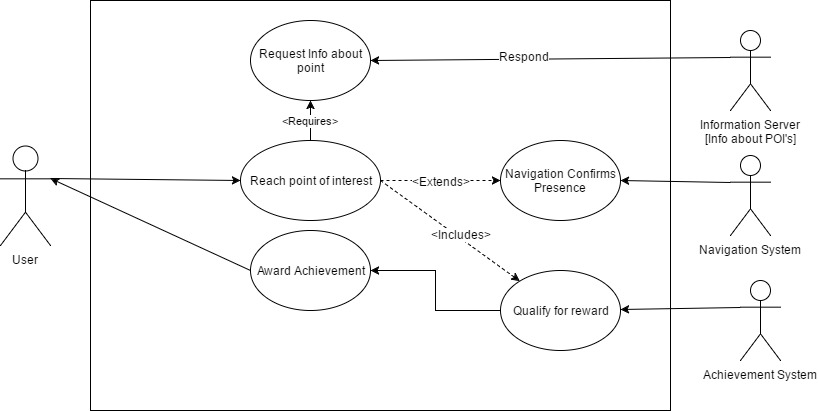 Request Info about
point
Respond
Information Server
[Info about POI's]
<Requires>
Reach point of interest
<Extends>
Navigation Confirms
Presence
Navigation System
User
<Includes>
Award Achievement
Qualify for reward
Achievement System